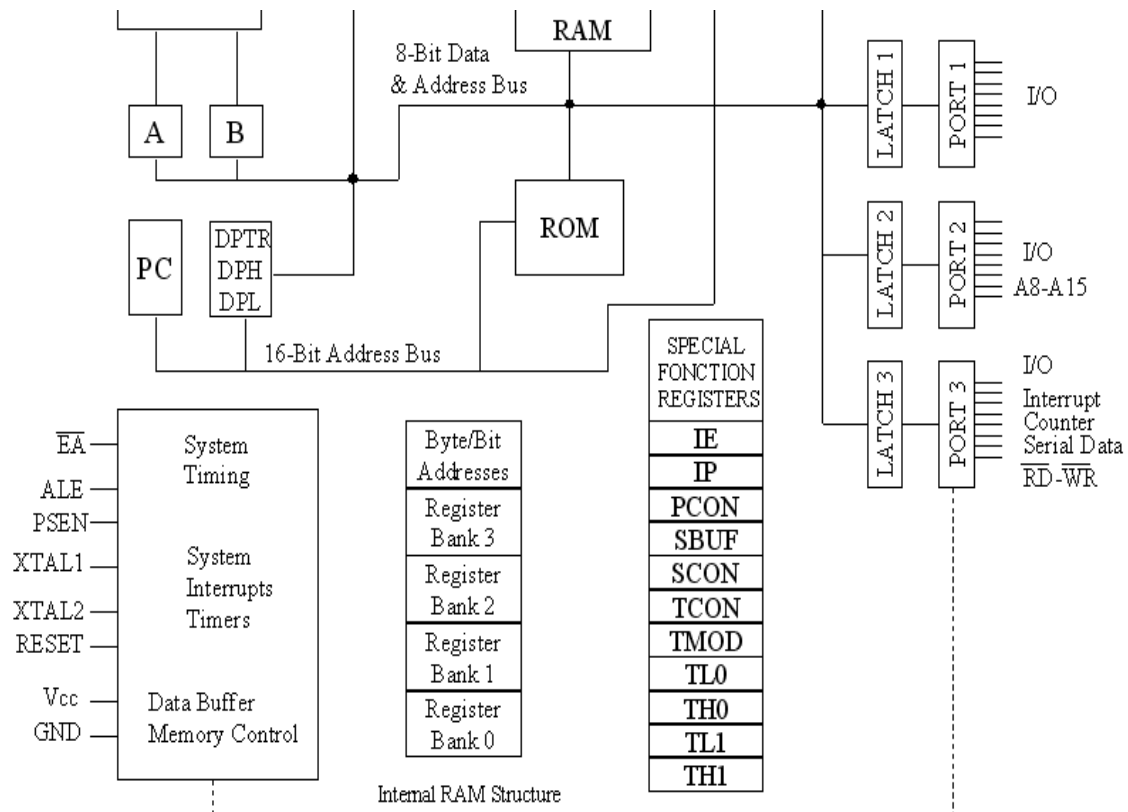 RAM
8-Bit Data
& Address Bus
A
B
LATCH 1
PORT 1
I/O
PC
DPTR
DPH
DPL
ROM
LATCH 2
PORT 2
I/O
A8-A15
16-Bit Address Bus
SPECIAL
FONCTION
REGISTERS
IE
IP
PCON
SBUF
SCON
TCON
TMOD
TL0
TH0
TL1
TH1
LATCH 3
PORT 3
I/O
Interrupt
Counter
Serial Data
R̅D̅-W̅R̅
E̅A̅
ALE
PSEN
XTAL1
XTAL2
RESET
Vcc
GND
System
Timing
System
Interrupts
Timers
Data Buffer
Memory Control
Byte/Bit
Addresses
Register
Bank 3
Register
Bank 2
Register
Bank 1
Register
Bank 0
Internal RAM Structure